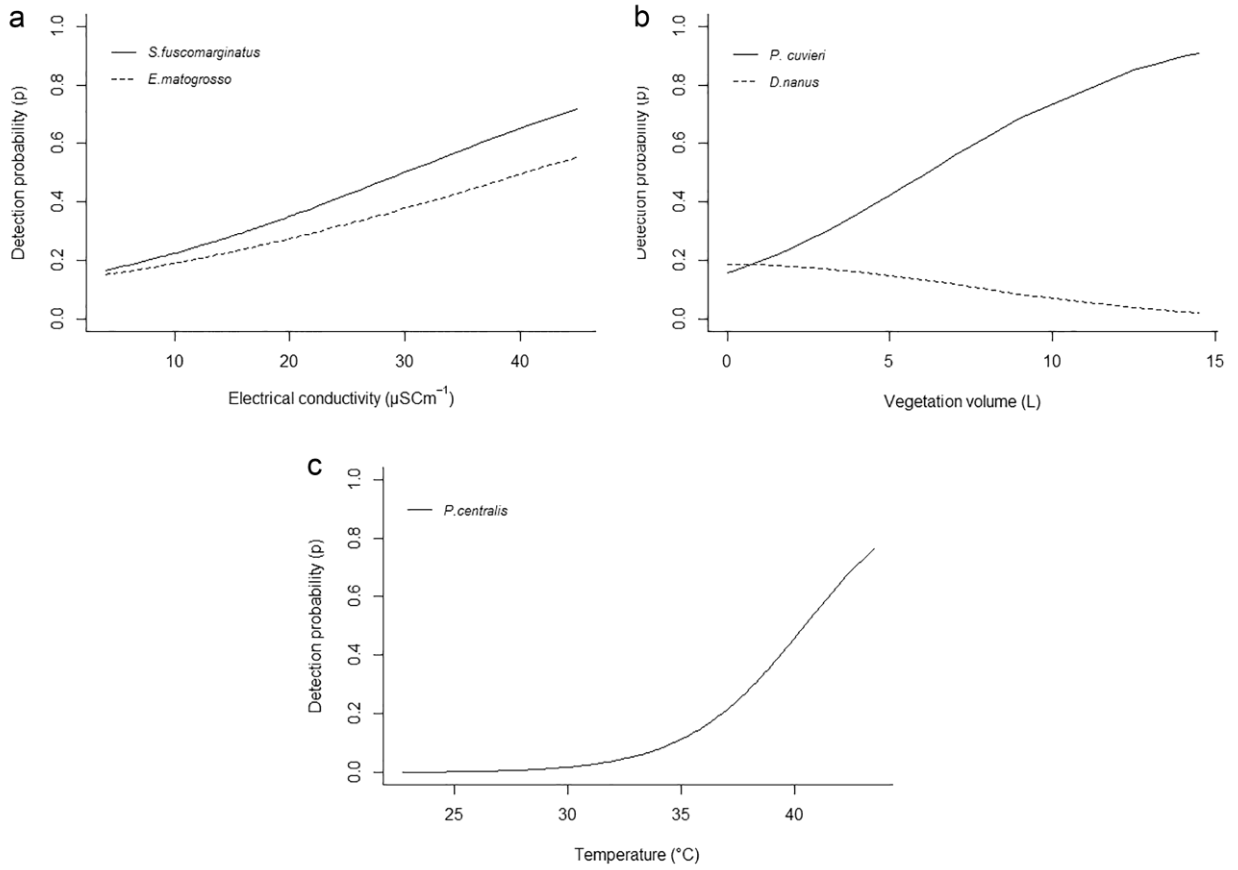 a
1.0
0.8
0.6
0.4
0.2
0.0
Detection probability (p)
S.fuscomarginatus
E.matogrosso
10 20 30 40
Electrical conductivity (µSCm⁻¹)
b
1.0
0.8
0.6
0.4
0.2
0.0
Detection probability (p)
P. cuvieri
D.nanus
0 5 10 15
Vegetation volume (L)
c
1.0
0.8
0.6
0.4
0.2
0.0
Detection probability (p)
P.centralis
25 30 35 40
Temperature (°C)